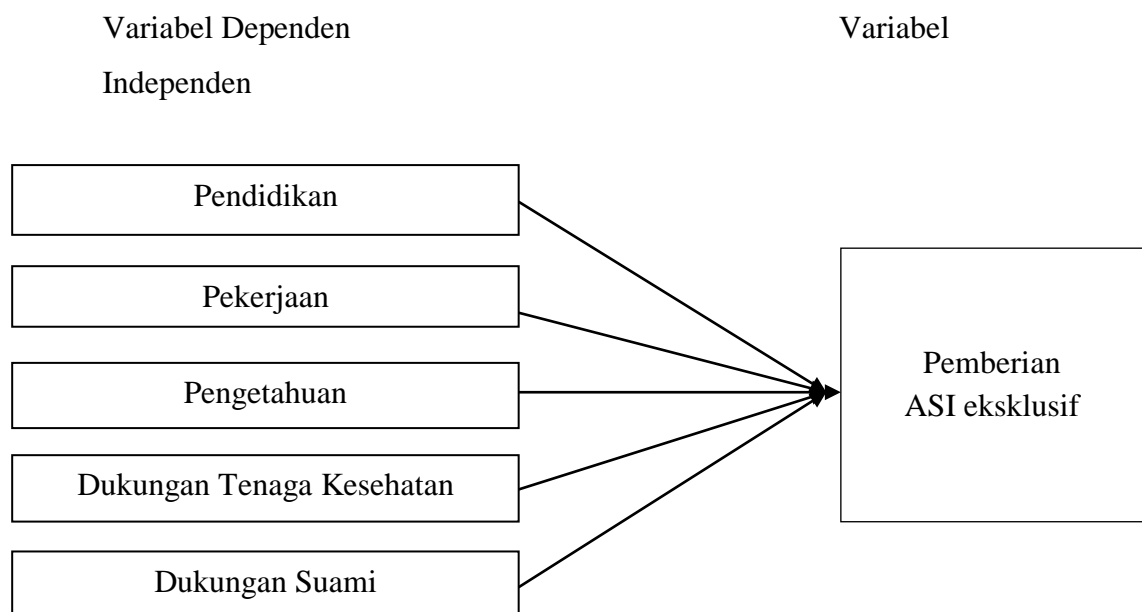 Variabel Dependen Variabel
Independen
Pendidikan
Pekerjaan
Pengetahuan
Dukungan Tenaga Kesehatan
Dukungan Suami
Pemberian
ASI eksklusif